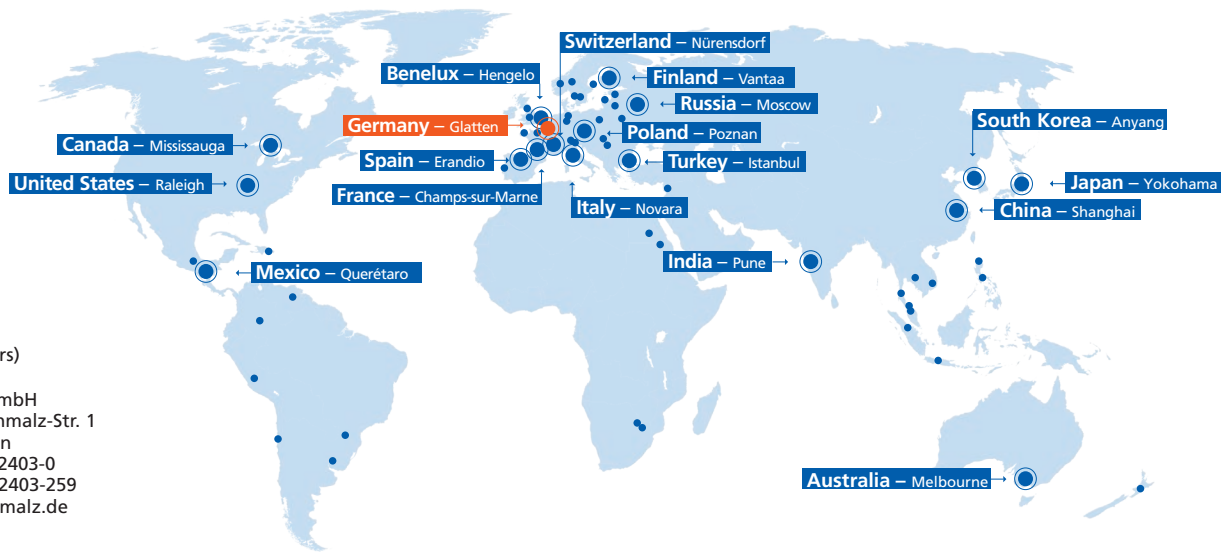 Switzerland – Nürensdorf
Benelux – Hengelo
Finland – Vantaa
Russia – Moscow
Germany – Glatten
South Korea – Anyang
Canada – Mississauga
Poland – Poznan
Spain – Erandio
Turkey – Istanbul
United States – Raleigh
Japan – Yokohama
France – Champs-sur-Marne
Italy – Novara
China – Shanghai
India – Pune
Mexico – Querétaro
rs)
mbH
nmalz-Str. 1
n
2403-0
2403-259
malz.de
Australia – Melbourne